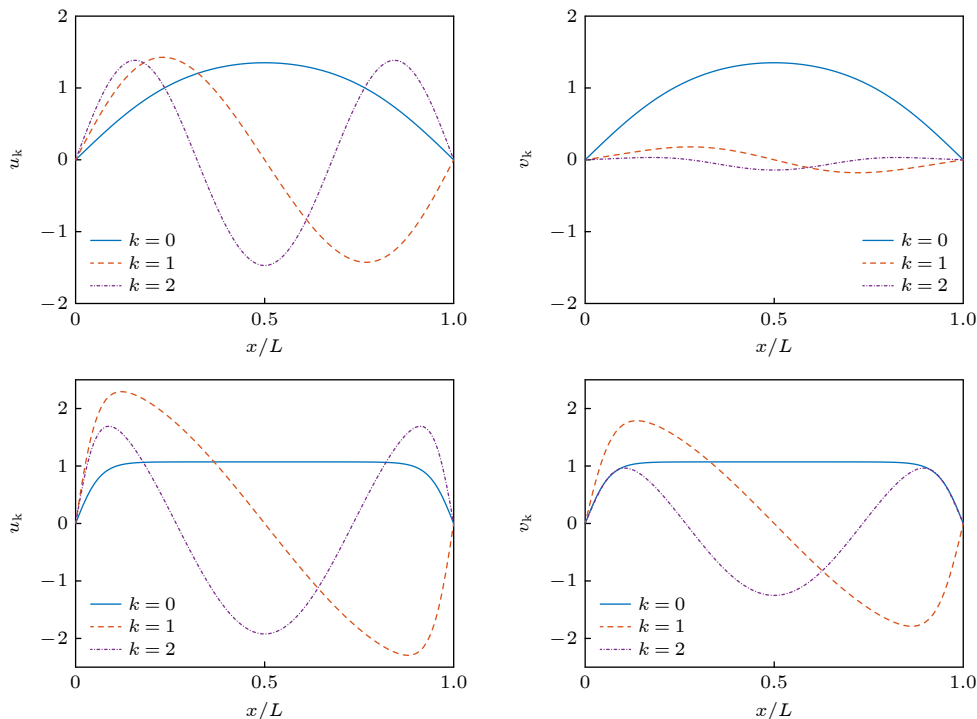 2
1
0
−1
−2
u_k
k = 0
k = 1
k = 2
0
0.5
1.0
x/L
2
1
0
−1
−2
v_k
k = 0
k = 1
k = 2
0
0.5
1.0
x/L
2
1
0
−1
−2
u_k
k = 0
k = 1
k = 2
0
0.5
1.0
x/L
2
1
0
−1
−2
v_k
k = 0
k = 1
k = 2
0
0.5
1.0
x/L